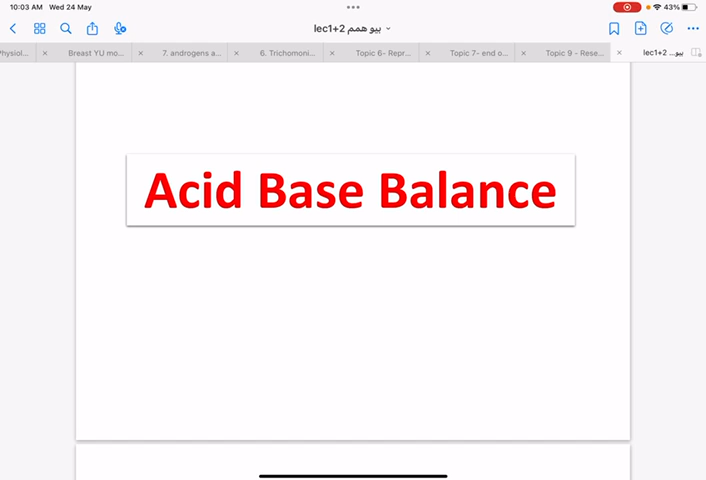 10:03 AM Wed 24 May
43%
lec1+2 بيو همم
Physiol...
Breast YU mo...
7. androgens a...
6. Trichomoni...
Topic 6- Repr...
Topic 7- end o...
Topic 9 - Rese...
lec1+2 ...بيو
Acid Base Balance